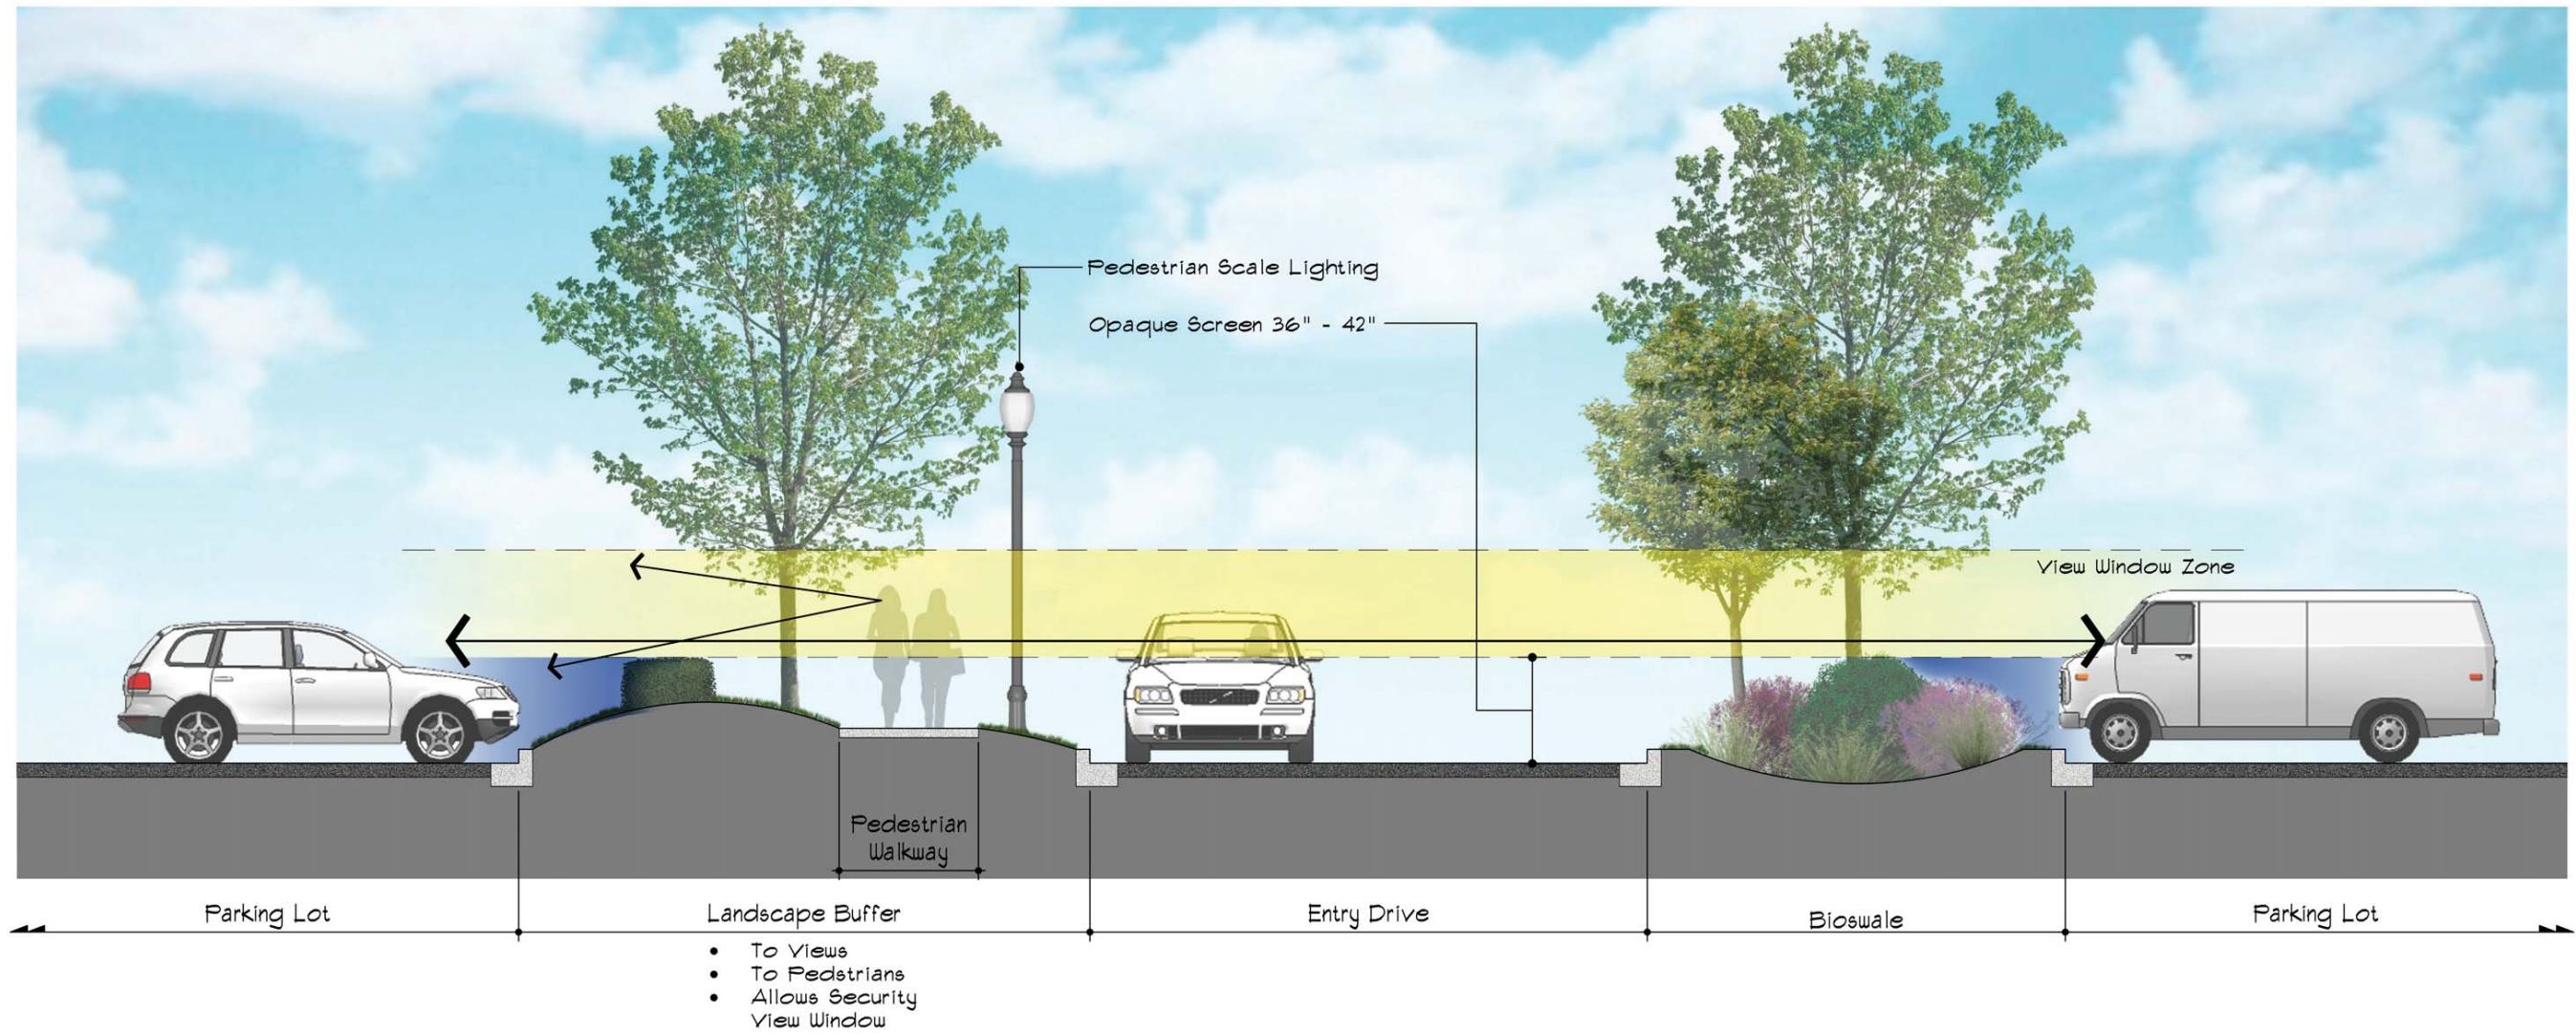 Pedestrian Scale Lighting
Opaque Screen 36" - 42"
View Window Zone
Pedestrian
Walkway
Parking Lot
Landscape Buffer
Entry Drive
Bioswale
Parking Lot
• To Views
• To Pedstrians
• Allows Security
View Window